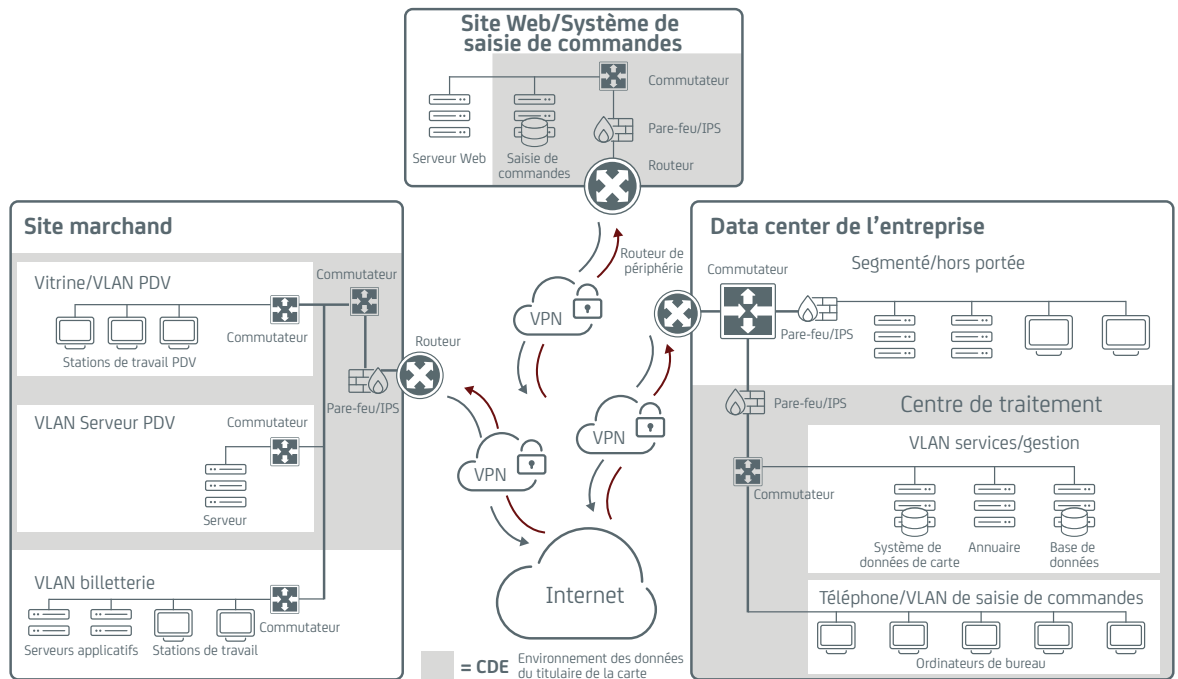 Site Web/Système de
saisie de commandes
Commutateur
Pare-feu/IPS
Serveur Web
Saisie de
commandes
Routeur
Site marchand
Vitrine/VLAN PDV
Commutateur
Commutateur
Stations de travail PDV
Pare-feu/IPS
Routeur
VLAN Serveur PDV
Commutateur
Serveur
VLAN billetterie
Commutateur
Serveurs applicatifs
Stations de travail
VPN
VPN
VPN
Internet
= CDE
Environnement des données
du titulaire de la carte
Routeur de
périphérie
Data center de l’entreprise
Commutateur
Segmenté/hors portée
Pare-feu/IPS
Pare-feu/IPS
Centre de traitement
VLAN services/gestion
Commutateur
Système de
données de carte
Annuaire
Base de
données
Téléphone/VLAN de saisie de commandes
Ordinateurs de bureau